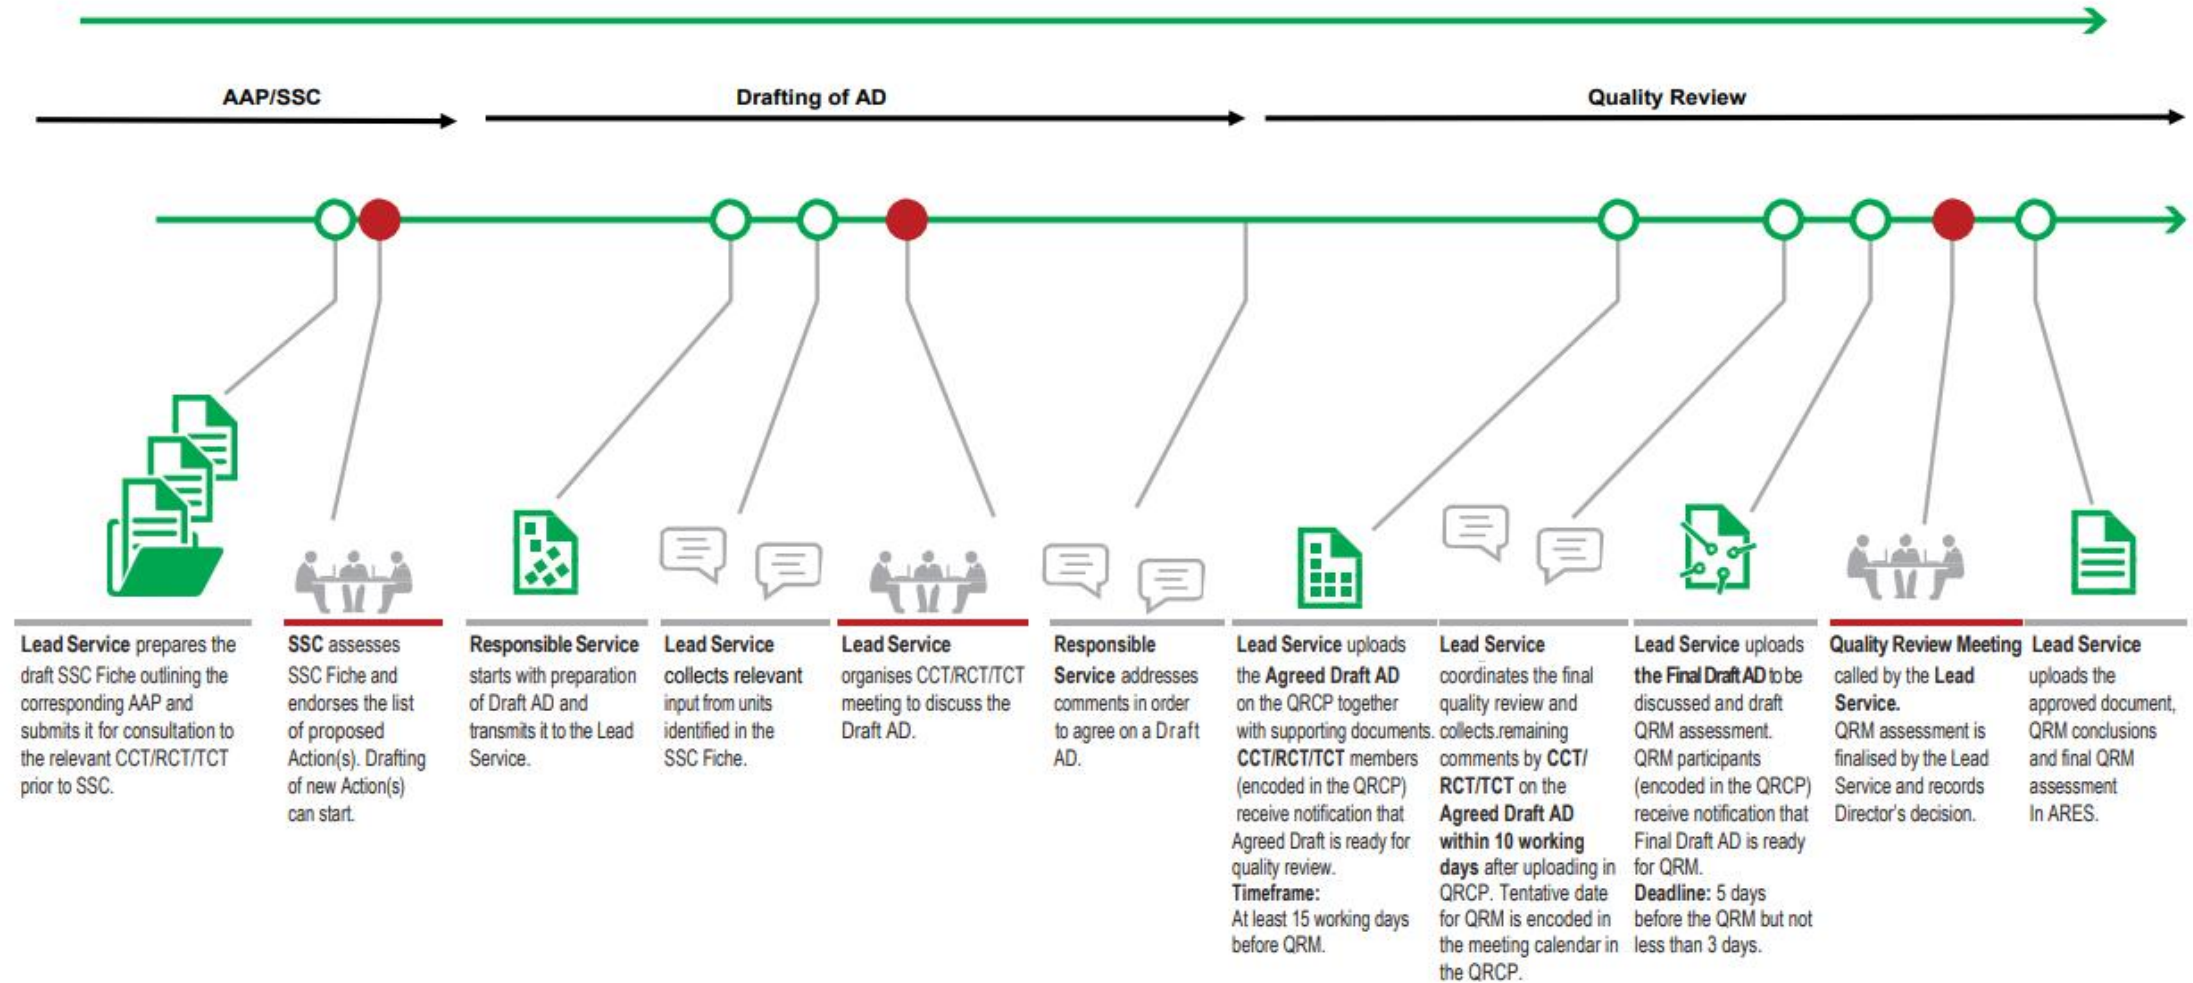 AAP/SSC
Drafting of AD
Quality Review
Lead Service prepares the
draft SSC Fiche outlining the
corresponding AAP and
submits it for consultation to
the relevant CCT/RCT/TCT
prior to SSC.
SSC assesses
SSC Fiche and
endorses the list
of proposed
Action(s). Drafting
of new Action(s)
can start.
Responsible Service
starts with preparation
of Draft AD and
transmits it to the Lead
Service.
Lead Service
collects relevant
input from units
identified in the
SSC Fiche.
Lead Service
organises CCT/RCT/TCT
meeting to discuss the
Draft AD.
Responsible
Service addresses
comments in order
to agree on a Draft
AD.
Lead Service uploads
the Agreed Draft AD
on the QRCP together
with supporting documents.
CCT/RCT/TCT members
(encoded in the QRCP)
receive notification that
Agreed Draft is ready for
quality review.
Timeframe:
At least 15 working days
before QRM.
Lead Service
coordinates the final
quality review and
collects.remaining
comments by CCT/
RCT/TCT on the
Agreed Draft AD
within 10 working
days after uploading in
QRCP. Tentative date
for QRM is encoded in
the meeting calendar in
the QRCP.
Lead Service uploads
the Final Draft AD to be
discussed and draft
QRM assessment.
QRM participants
(encoded in the QRCP)
receive notification that
Final Draft AD is ready
for QRM.
Deadline: 5 days
before the QRM but not
less than 3 days.
Quality Review Meeting
called by the Lead
Service.
QRM assessment is
finalised by the Lead
Service and records
Director's decision.
Lead Service
uploads the
approved document,
QRM conclusions
and final QRM
assessment
In ARES.